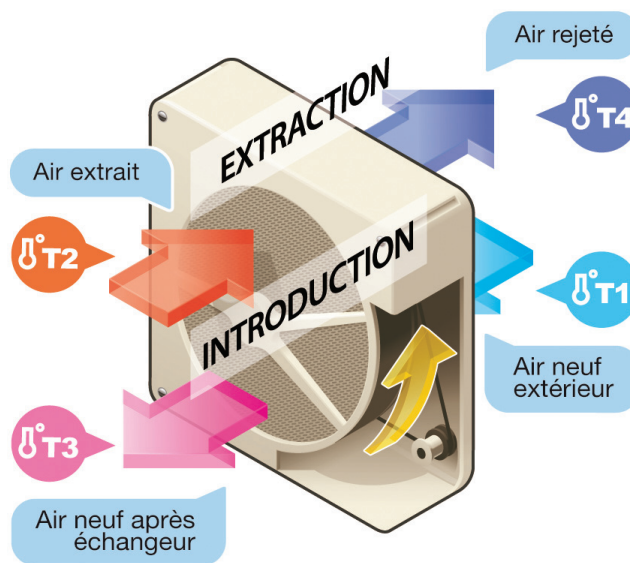 Air rejeté
°T4
EXTRACTION
Air extrait
°T2
INTRODUCTION
°T1
Air neuf
extérieur
°T3
Air neuf après
échangeur